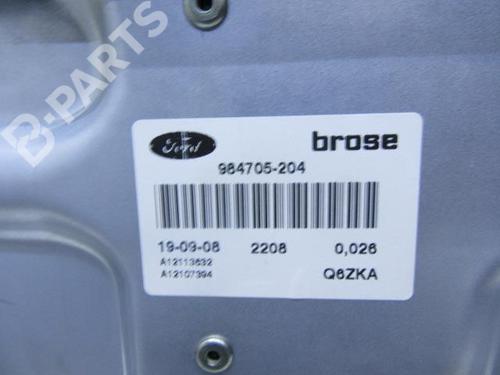 B-PARTS
Ford brose
984705-204
19-09-08 2208 0,026
A12113632
A12107394 Q6ZKA